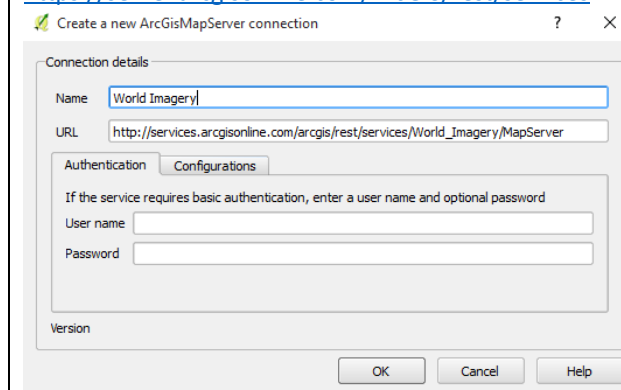 Create a new ArcGisMapServer connection ? ×
Connection details
Name World Imagery
URL http://services.arcgisonline.com/arcgis/rest/services/World_Imagery/MapServer
Authentication Configurations
If the service requires basic authentication, enter a user name and optional password
User name
Password
Version
OK Cancel Help